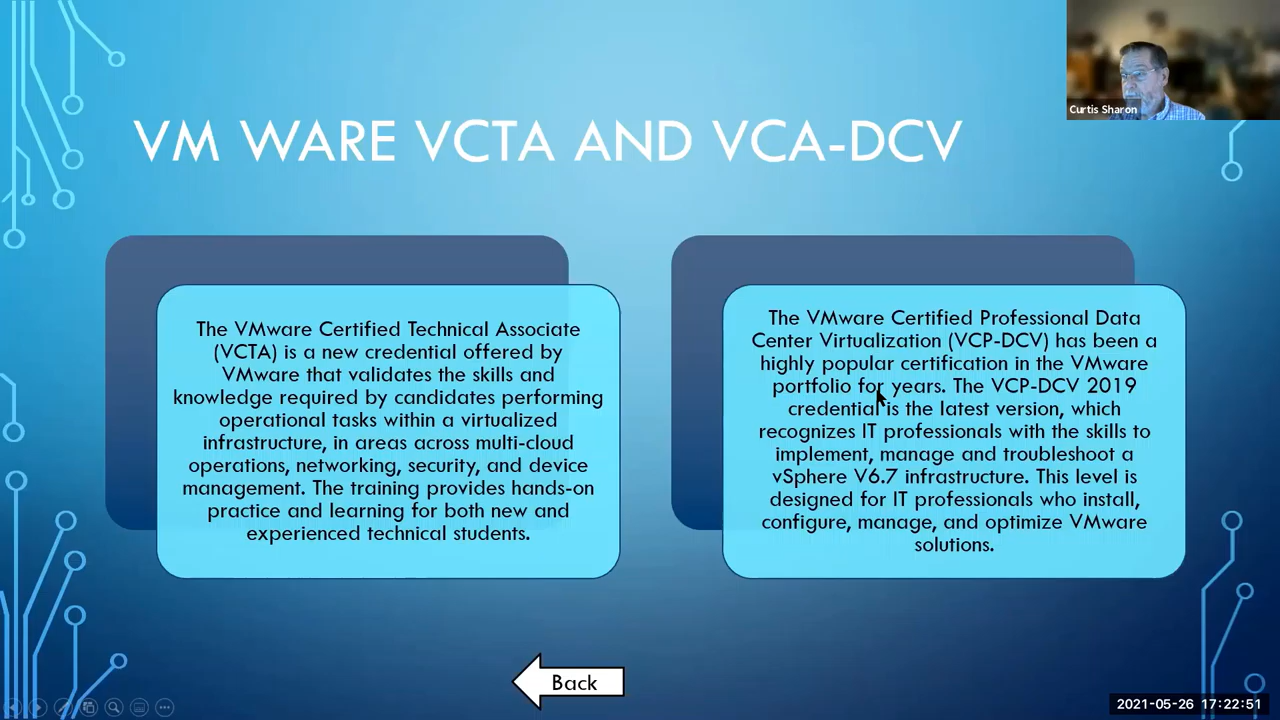 Curtis Sharon
VM WARE VCTA AND VCA-DCV
The VMware Certified Technical Associate
(VCTA) is a new credential offered by
VMware that validates the skills and
knowledge required by candidates performing
operational tasks within a virtualized
infrastructure, in areas across multi-cloud
operations, networking, security, and device
management. The training provides hands-on
practice and learning for both new and
experienced technical students.
The VMware Certified Professional Data
Center Virtualization (VCP-DCV) has been a
highly popular certification in the VMware
portfolio for years. The VCP-DCV 2019
credential is the latest version, which
recognizes IT professionals with the skills to
implement, manage and troubleshoot a
vSphere V6.7 infrastructure. This level is
designed for IT professionals who install,
configure, manage, and optimize VMware
solutions.
Back
2021-05-26 17:22:51